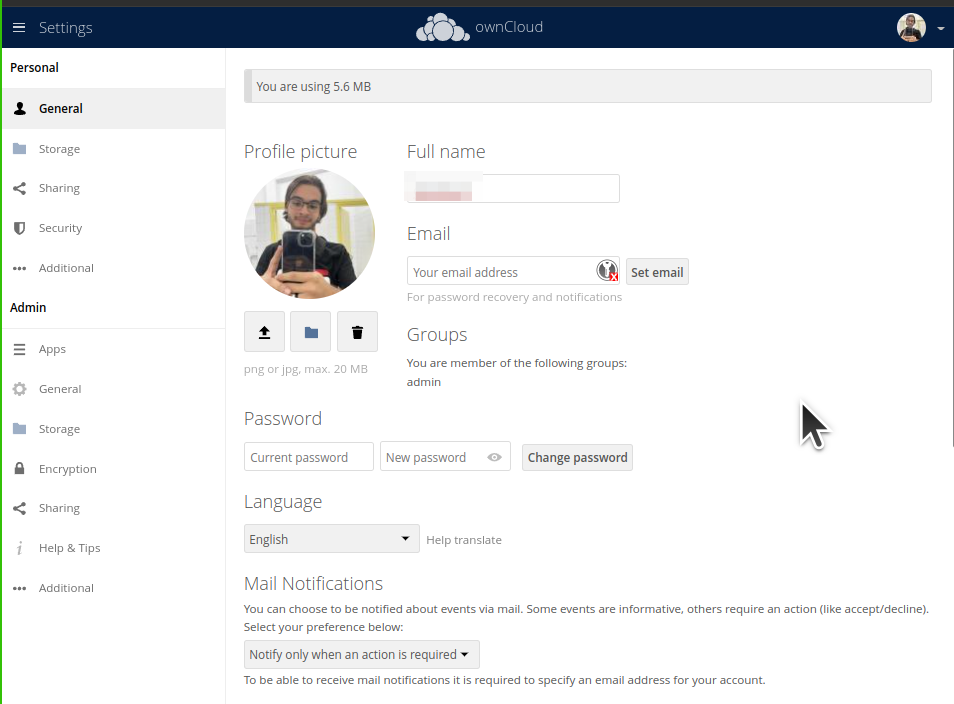 Settings
ownCloud
Personal
General
Storage
Sharing
Security
Additional
Admin
Apps
General
Storage
Encryption
Sharing
Help & Tips
Additional
You are using 5.6 MB
Profile picture
png or jpg, max. 20 MB
Full name
Email
Your email address
Set email
For password recovery and notifications
Groups
You are member of the following groups:
admin
Password
Current password
New password
Change password
Language
English
Help translate
Mail Notifications
You can choose to be notified about events via mail. Some events are informative, others require an action (like accept/decline).
Select your preference below:
Notify only when an action is required
To be able to receive mail notifications it is required to specify an email address for your account.